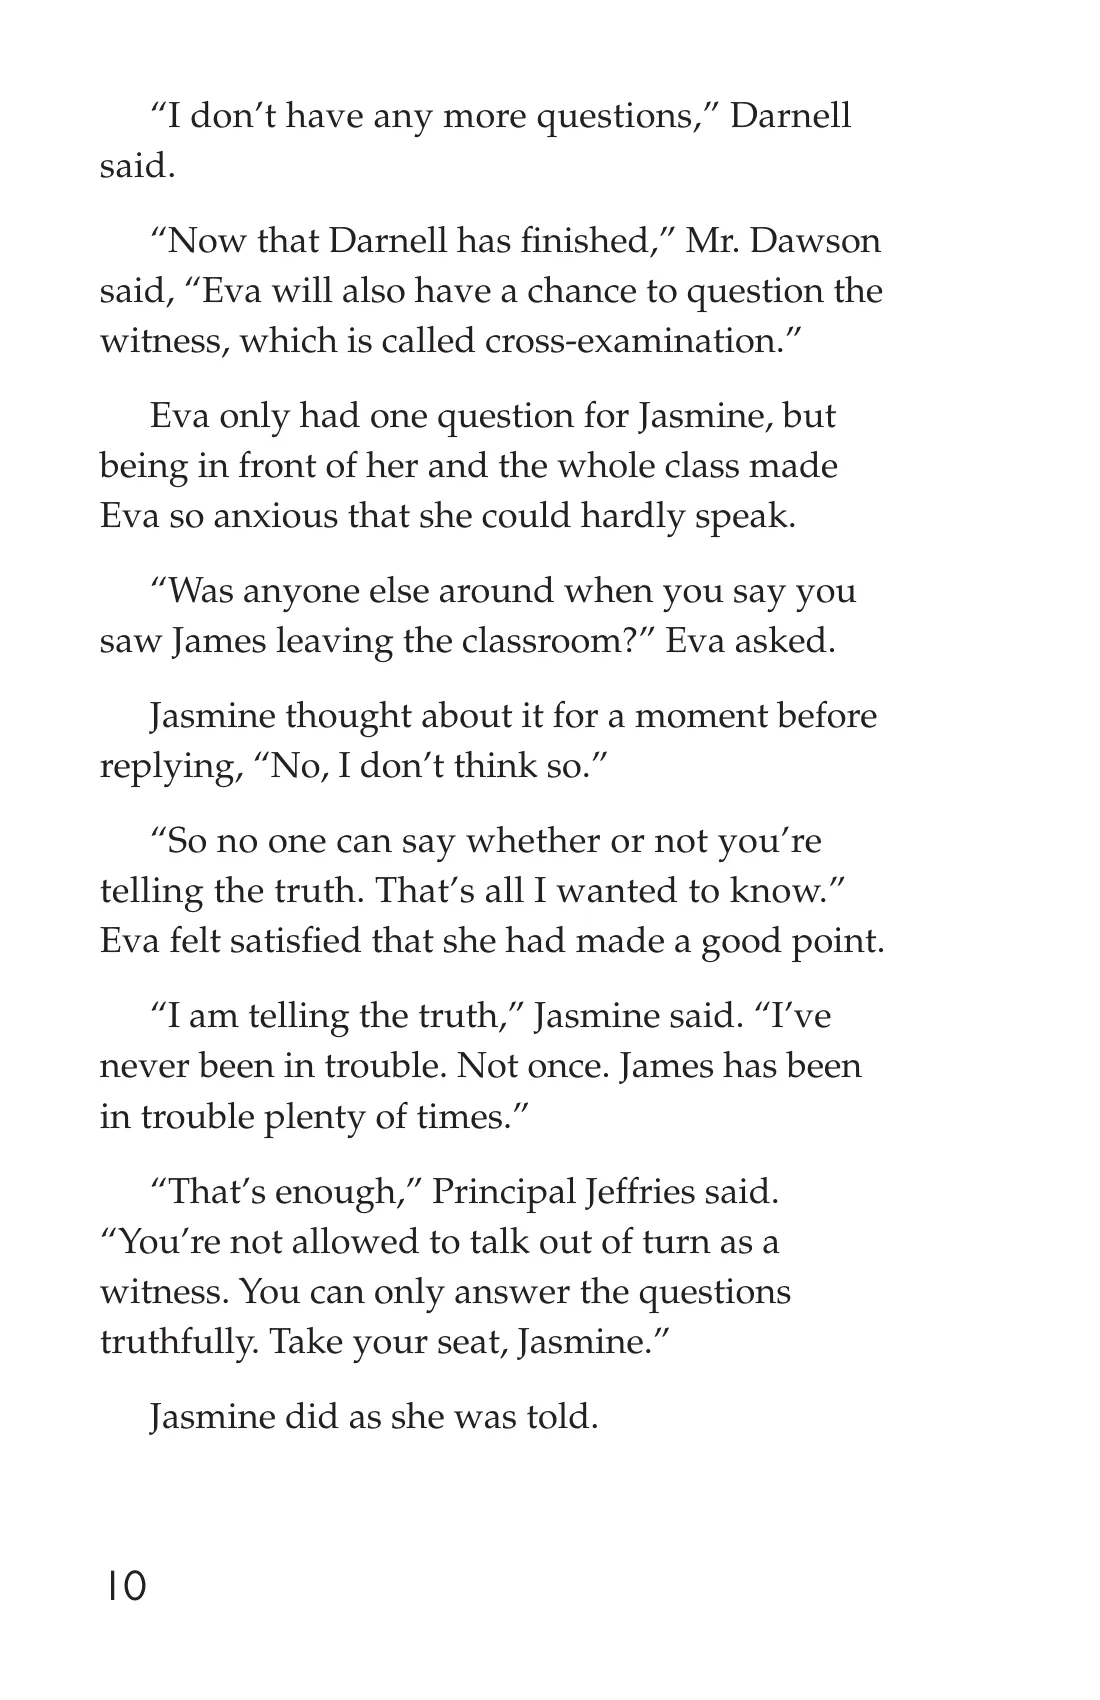 “I don’t have any more questions,” Darnell
said.
“Now that Darnell has finished,” Mr. Dawson
said, “Eva will also have a chance to question the
witness, which is called cross-examination.”
Eva only had one question for Jasmine, but
being in front of her and the whole class made
Eva so anxious that she could hardly speak.
“Was anyone else around when you say you
saw James leaving the classroom?” Eva asked.
Jasmine thought about it for a moment before
replying, “No, I don’t think so.”
“So no one can say whether or not you’re
telling the truth. That’s all I wanted to know.”
Eva felt satisfied that she had made a good point.
“I am telling the truth,” Jasmine said. “I’ve
never been in trouble. Not once. James has been
in trouble plenty of times.”
“That’s enough,” Principal Jeffries said.
“You’re not allowed to talk out of turn as a
witness. You can only answer the questions
truthfully. Take your seat, Jasmine.”
Jasmine did as she was told.
10